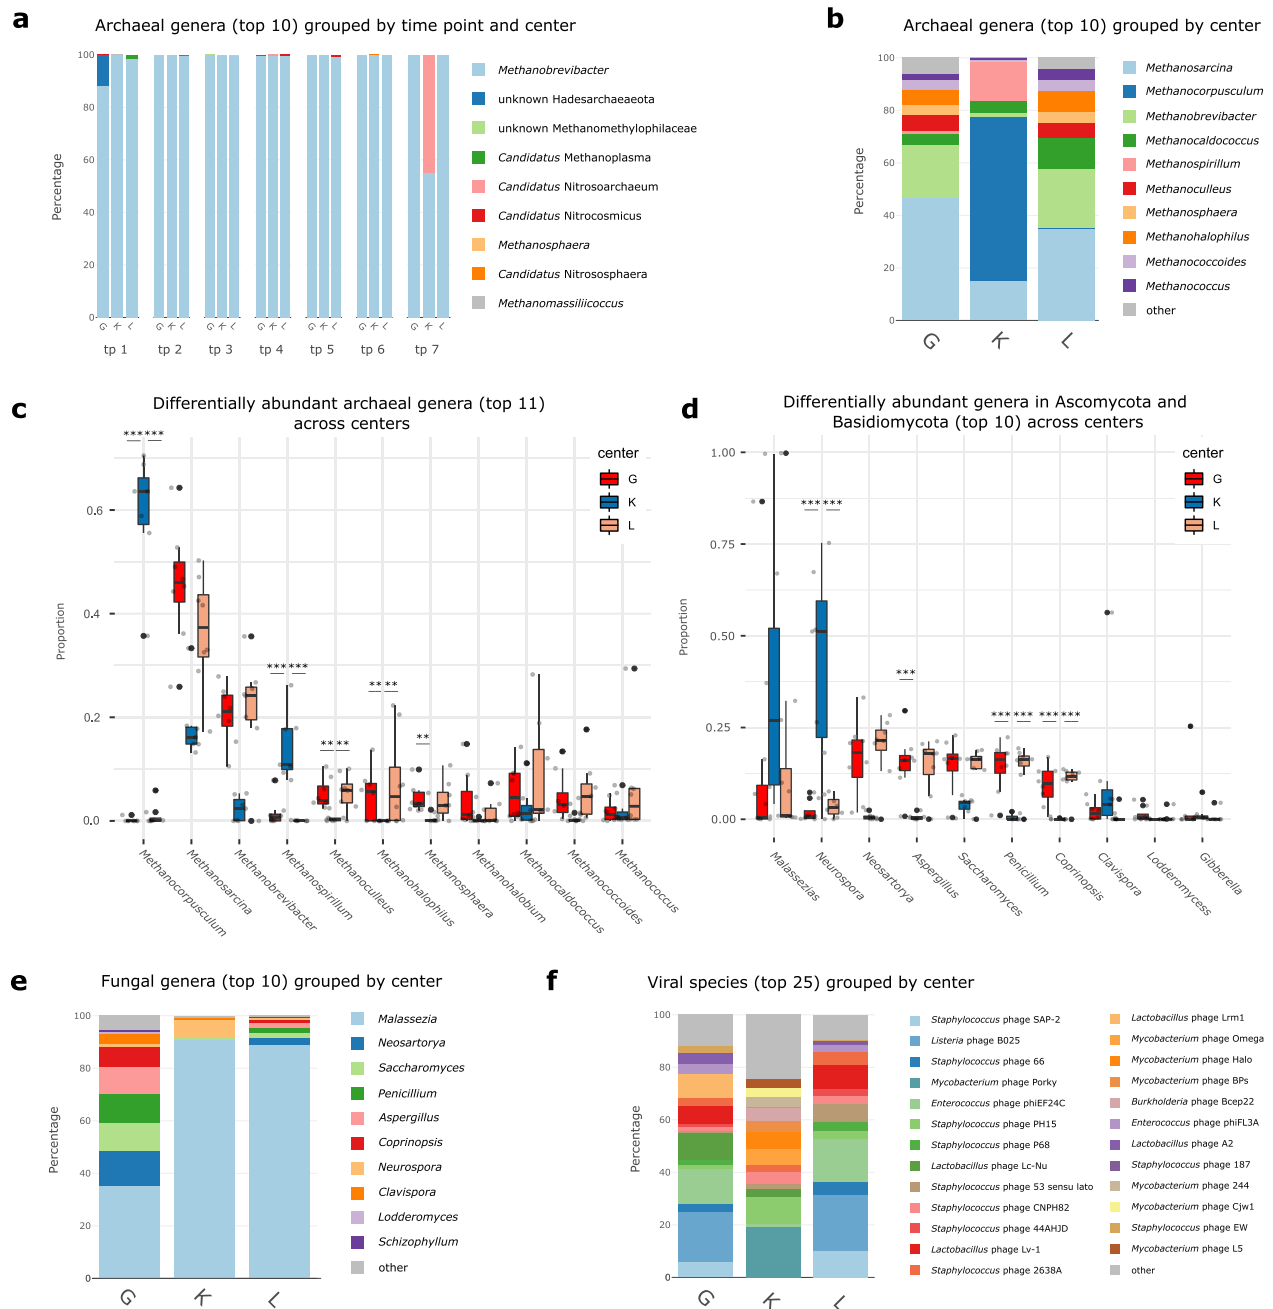 a
Archaeal genera (top 10) grouped by time point and center
Percentage
100
80
60
40
20
0
G K L
G K L
G K L
G K L
G K L
G K L
G K L
tp 1
tp 2
tp 3
tp 4
tp 5
tp 6
tp 7
Methanobrevibacter
unknown Hadesarchaeaeota
unknown Methanomethylophilaceae
Candidatus Methanoplasma
Candidatus Nitrosoarchaeum
Candidatus Nitrocosmicus
Methanosphaera
Candidatus Nitrososphaera
Methanomassiliicoccus
b
Archaeal genera (top 10) grouped by center
Percentage
100
80
60
40
20
0
G
K
L
Methanosarcina
Methanocorpusculum
Methanobrevibacter
Methanocaldococcus
Methanospirillum
Methanoculleus
Methanosphaera
Methanohalophilus
Methanococcoides
Methanococcus
other
c
Differentially abundant archaeal genera (top 11)
across centers
Proportion
0.6
0.4
0.2
0.0
*** ***
*** ***
** **
** **
**
center
G
K
L
Methanocorpusculum
Methanosarcina
Methanobrevibacter
Methanospirillum
Methanoculleus
Methanohalophilus
Methanosphaera
Methanohalobium
Methanocaldococcus
Methanococcoides
Methanococcus
d
Differentially abundant genera in Ascomycota and
Basidiomycota (top 10) across centers
Proportion
1.00
0.75
0.50
0.25
0.00
*** ***
***
*** ***
*** ***
center
G
K
L
Malassezias
Neurospora
Neosartorya
Aspergillus
Saccharomyces
Penicillium
Coprinopsis
Clavispora
Lodderomycess
Gibberella
e
Fungal genera (top 10) grouped by center
Percentage
100
80
60
40
20
0
G
K
L
Malassezia
Neosartorya
Saccharomyces
Penicillium
Aspergillus
Coprinopsis
Neurospora
Clavispora
Lodderomyces
Schizophyllum
other
f
Viral species (top 25) grouped by center
Percentage
100
80
60
40
20
0
G
K
L
Staphylococcus phage SAP-2
Listeria phage B025
Staphylococcus phage 66
Mycobacterium phage Porky
Enterococcus phage phiEF24C
Staphylococcus phage PH15
Staphylococcus phage P68
Lactobacillus phage Lc-Nu
Staphylococcus phage 53 sensu lato
Staphylococcus phage CNPH82
Staphylococcus phage 44AHJD
Lactobacillus phage Lv-1
Staphylococcus phage 2638A
Lactobacillus phage Lrm1
Mycobacterium phage Omega
Mycobacterium phage Halo
Mycobacterium phage BPs
Burkholderia phage Bcep22
Enterococcus phage phiFL3A
Lactobacillus phage A2
Staphylococcus phage 187
Mycobacterium phage 244
Mycobacterium phage Cjw1
Staphylococcus phage EW
Mycobacterium phage L5
other